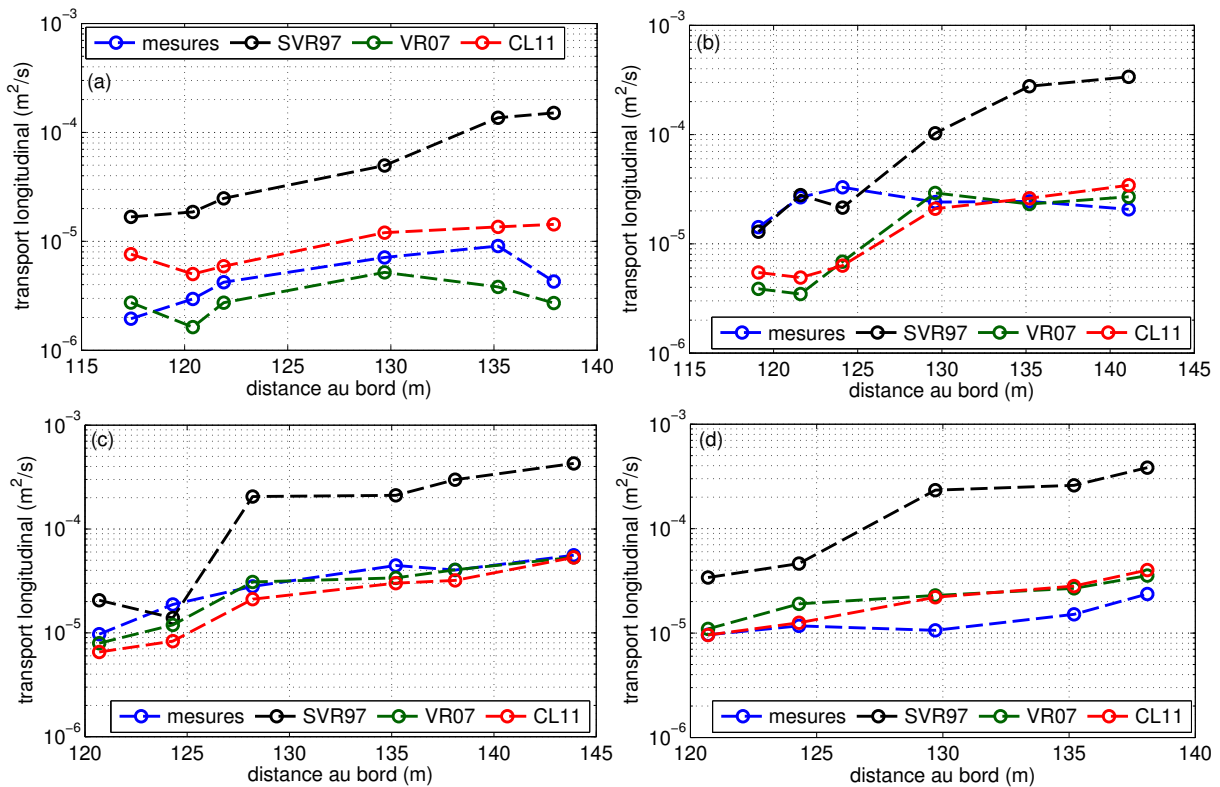 10⁻³
mesures SVR97 VR07 CL11
(a)
10⁻⁴
10⁻⁵
10⁻⁶
transport longitudinal (m²/s)
115 120 125 130 135 140
distance au bord (m)
10⁻³
(b)
10⁻⁴
10⁻⁵
10⁻⁶
transport longitudinal (m²/s)
mesures SVR97 VR07 CL11
115 120 125 130 135 140 145
distance au bord (m)
10⁻³
(c)
10⁻⁴
10⁻⁵
10⁻⁶
transport longitudinal (m²/s)
mesures SVR97 VR07 CL11
120 125 130 135 140 145
distance au bord (m)
10⁻³
(d)
10⁻⁴
10⁻⁵
10⁻⁶
transport longitudinal (m²/s)
mesures SVR97 VR07 CL11
120 125 130 135 140
distance au bord (m)